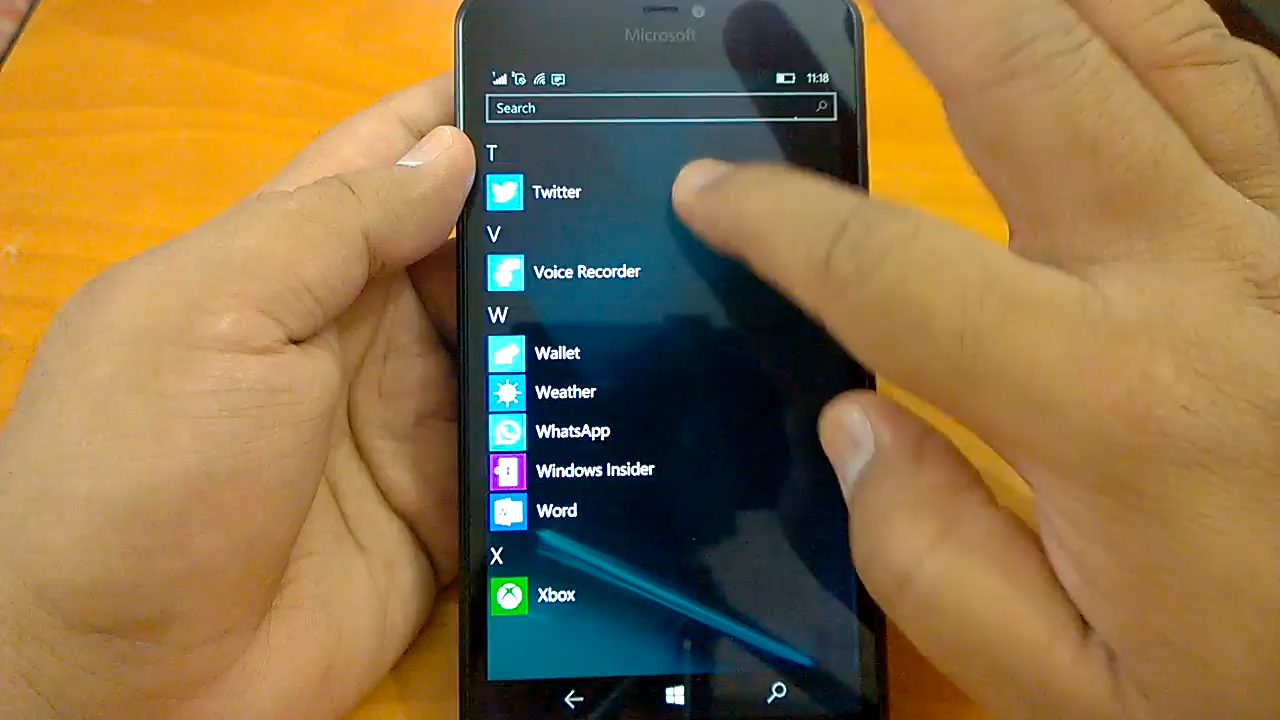 Microsoft
11:18
Search
T
Twitter
V
Voice Recorder
W
Wallet
Weather
WhatsApp
Windows Insider
Word
X
Xbox